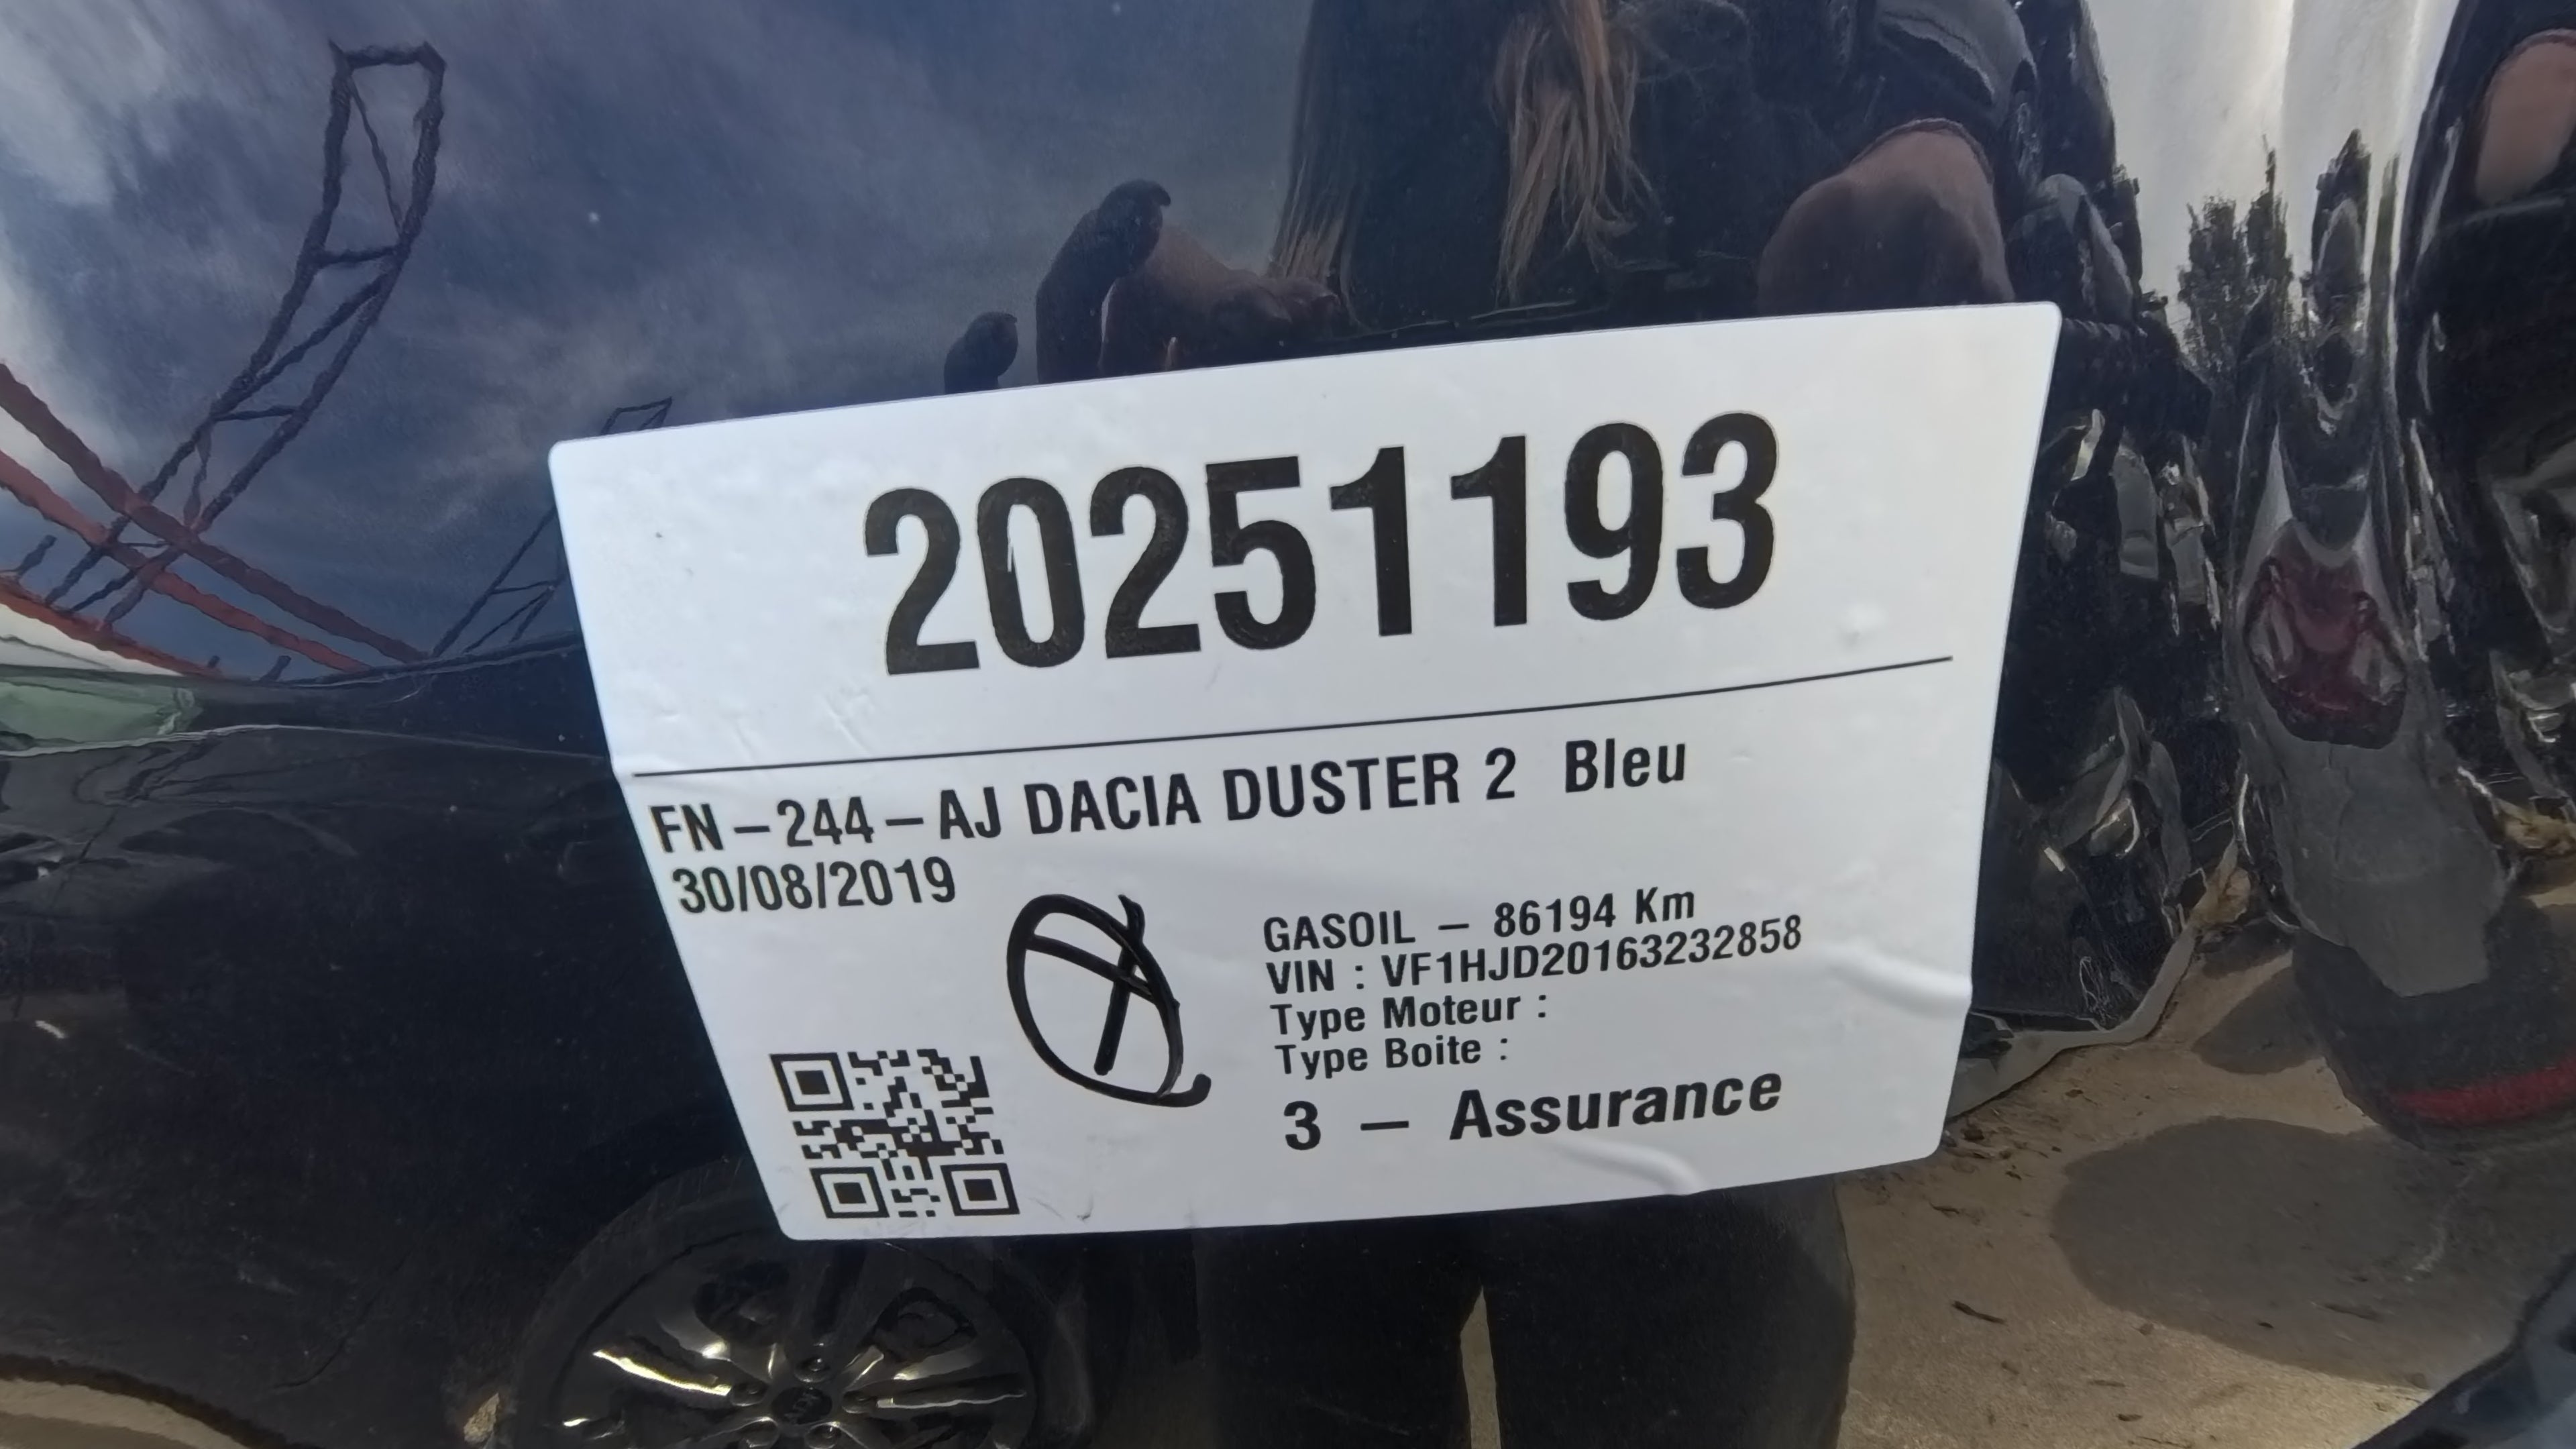 20251193
FN-244-AJ DACIA DUSTER 2 Bleu
30/08/2019
GASOIL - 86194 Km
VIN : VF1HJD20163232858
Type Moteur :
Type Boite :
3 - Assurance